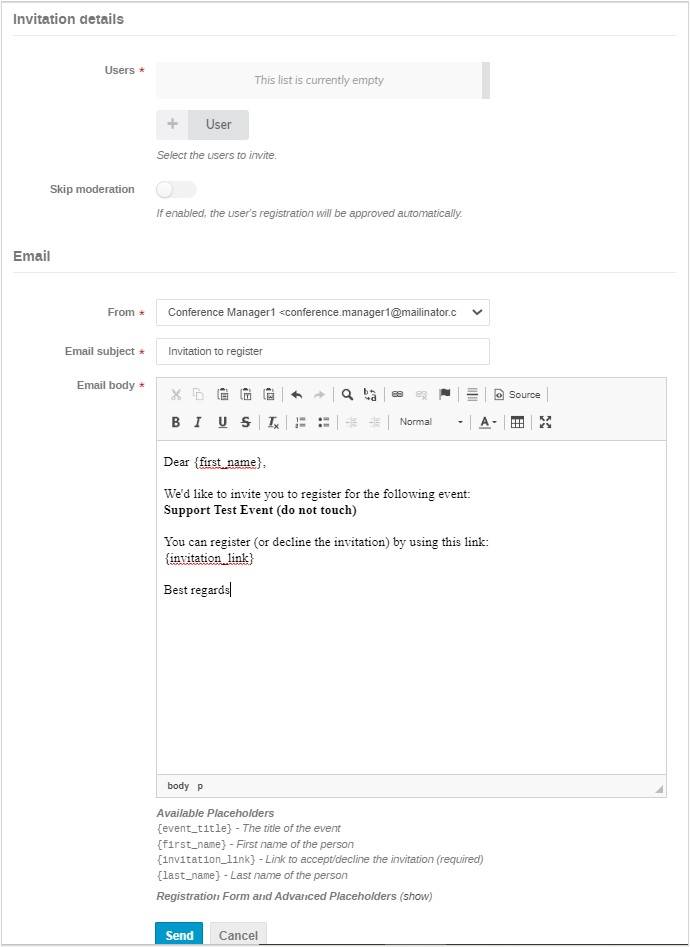 Invitation details
Users *
This list is currently empty
+ User
Select the users to invite.
Skip moderation
If enabled, the user's registration will be approved automatically.
Email
From *
Conference Manager1 <conference.manager1@mailinator.c
Email subject *
Invitation to register
Email body *
Source
B I U S Ix
Normal
A
Dear {first_name},
We'd like to invite you to register for the following event:
Support Test Event (do not touch)
You can register (or decline the invitation) by using this link:
{invitation_link}
Best regards
body p
Available Placeholders
{event_title} - The title of the event
{first_name} - First name of the person
{invitation_link} - Link to accept/decline the invitation (required)
{last_name} - Last name of the person
Registration Form and Advanced Placeholders (show)
Send Cancel